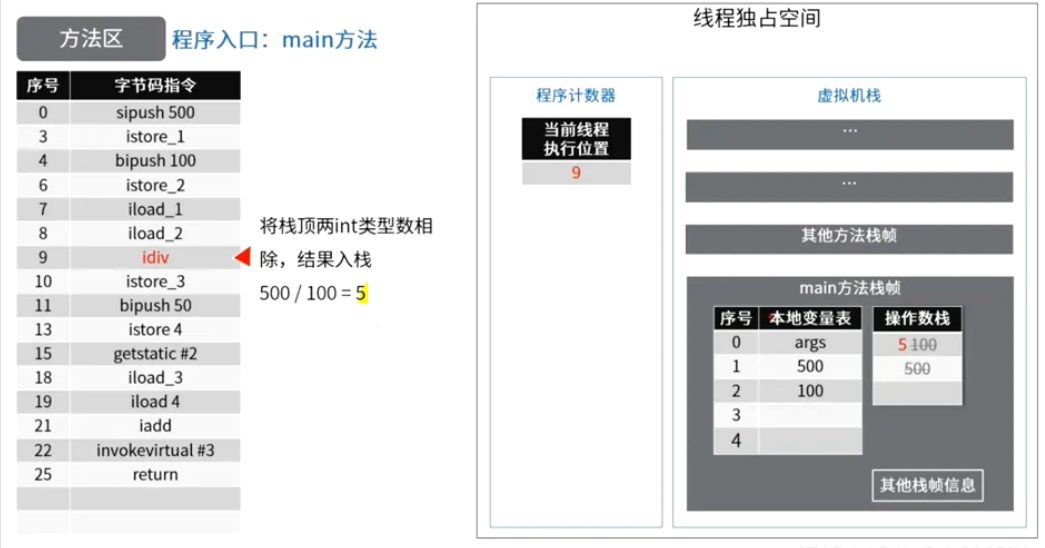 方法区 程序入口：main方法
序号 字节码指令
0 sipush 500
3 istore_1
4 bipush 100
6 istore_2
7 iload_1
8 iload_2
9 idiv
10 istore_3
11 bipush 50
13 istore 4
15 getstatic #2
18 iload_3
19 iload 4
21 iadd
22 invokevirtual #3
25 return
将栈顶两int类型数相
除，结果入栈
500 / 100 = 5
线程独占空间
程序计数器
当前线程
执行位置
9
虚拟机栈
...
...
其他方法栈帧
main方法栈帧
序号 本地变量表 操作数栈
0 args 5 100
1 500 500
2 100
3
4
其他栈帧信息